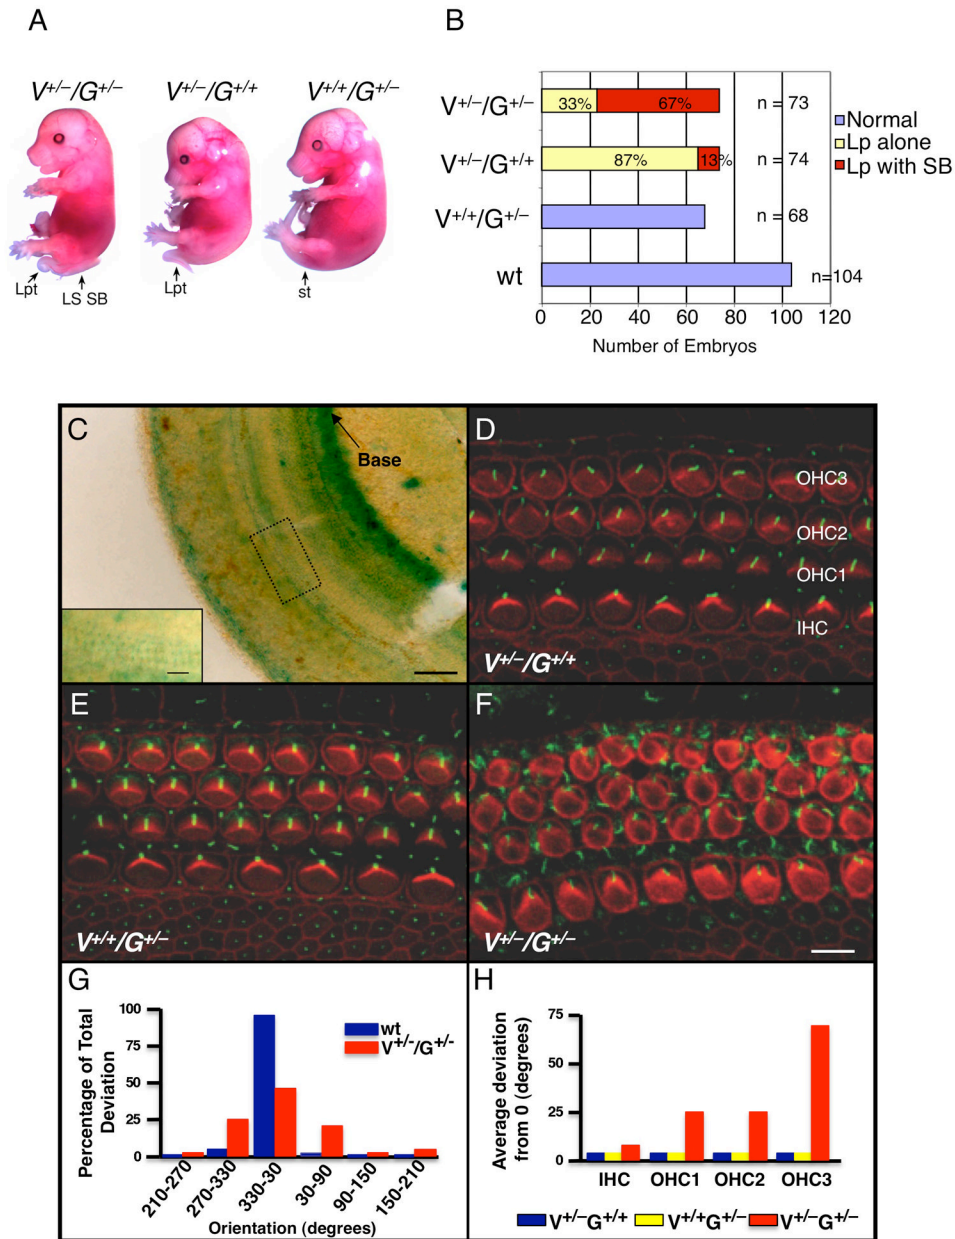 A
V+/–/G+/–
V+/–/G+/+
V+/+/G+/–
Lpt
LS SB
Lpt
st
B
V+/–/G+/–
33%
67%
n = 73
V+/–/G+/+
87%
13%
n = 74
V+/+/G+/–
n = 68
wt
n=104
0
20
40
60
80
100
120
Number of Embryos
Normal
Lp alone
Lp with SB
C
Base
D
OHC3
OHC2
OHC1
IHC
V+/–/G+/+
E
V+/+/G+/–
F
V+/–/G+/–
G
Percentage of Total
Deviation
100
75
50
25
0
wt
V+/-/G+/-
210-270
270-330
330-30
30-90
90-150
150-210
Orientation (degrees)
H
Average deviation
from 0 (degrees)
75
50
25
0
IHC
OHC1
OHC2
OHC3
V+/–G+/+
V+/+G+/–
V+/–G+/–